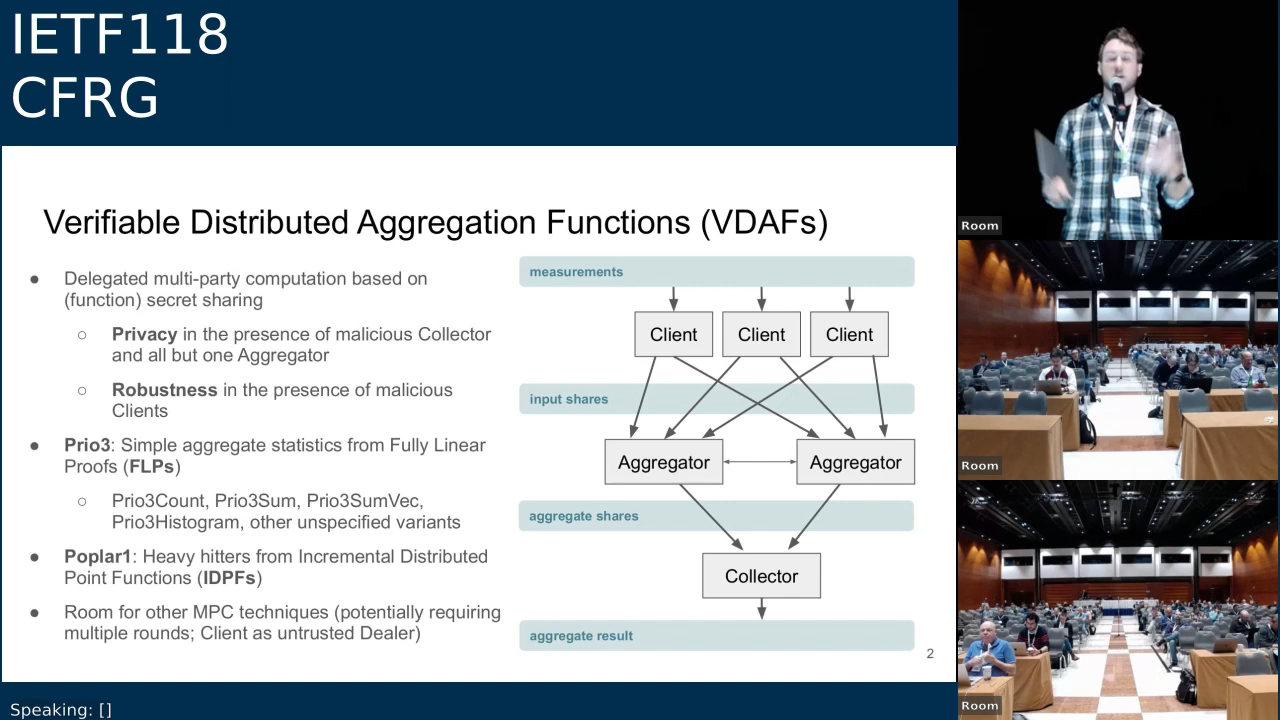 IETF118
CFRG
Verifiable Distributed Aggregation Functions (VDAFs)
● Delegated multi-party computation based on
(function) secret sharing
○ Privacy in the presence of malicious Collector
and all but one Aggregator
○ Robustness in the presence of malicious
Clients
● Prio3: Simple aggregate statistics from Fully Linear
Proofs (FLPs)
○ Prio3Count, Prio3Sum, Prio3SumVec,
Prio3Histogram, other unspecified variants
● Poplar1: Heavy hitters from Incremental Distributed
Point Functions (IDPFs)
● Room for other MPC techniques (potentially requiring
multiple rounds; Client as untrusted Dealer)
measurements
Client Client Client
input shares
Aggregator Aggregator
aggregate shares
Collector
aggregate result
2
Speaking: []
Room
Room
Room